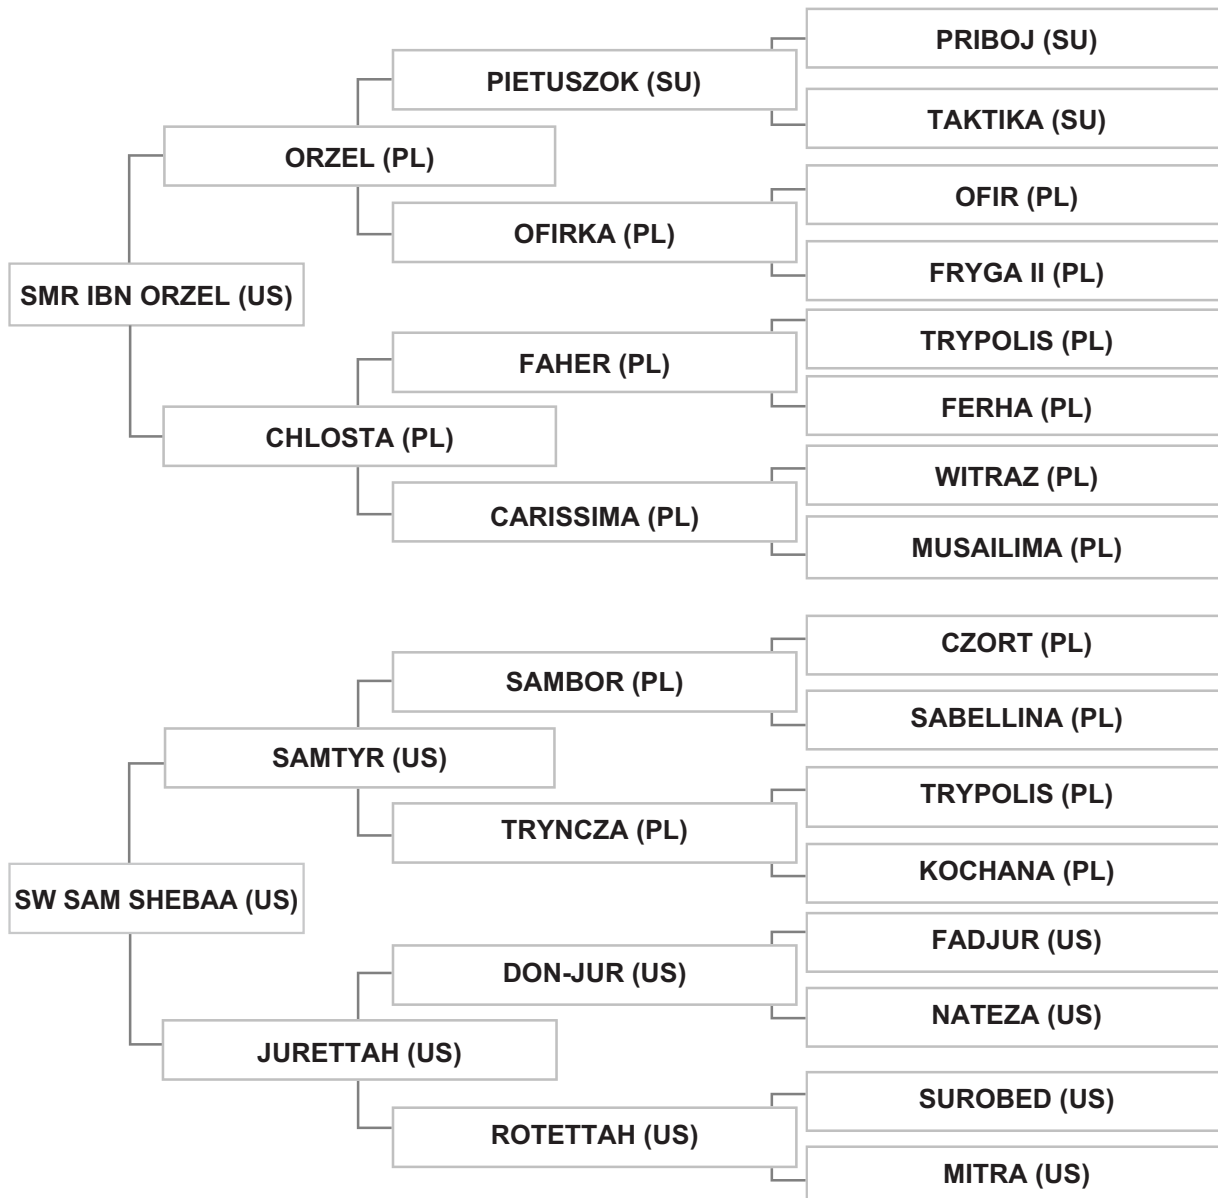 PRIBOJ (SU)
PIETUSZOK (SU)
TAKTIKA (SU)
ORZEL (PL)
OFIR (PL)
OFIRKA (PL)
FRYGA II (PL)
SMR IBN ORZEL (US)
TRYPOLIS (PL)
FAHER (PL)
FERHA (PL)
CHLOSTA (PL)
WITRAZ (PL)
CARISSIMA (PL)
MUSAILIMA (PL)
CZORT (PL)
SAMBOR (PL)
SABELLINA (PL)
SAMTYR (US)
TRYPOLIS (PL)
TRYNCZA (PL)
KOCHANA (PL)
SW SAM SHEBAA (US)
FADJUR (US)
DON-JUR (US)
NATEZA (US)
JURETTAH (US)
SUROBED (US)
ROTETTAH (US)
MITRA (US)